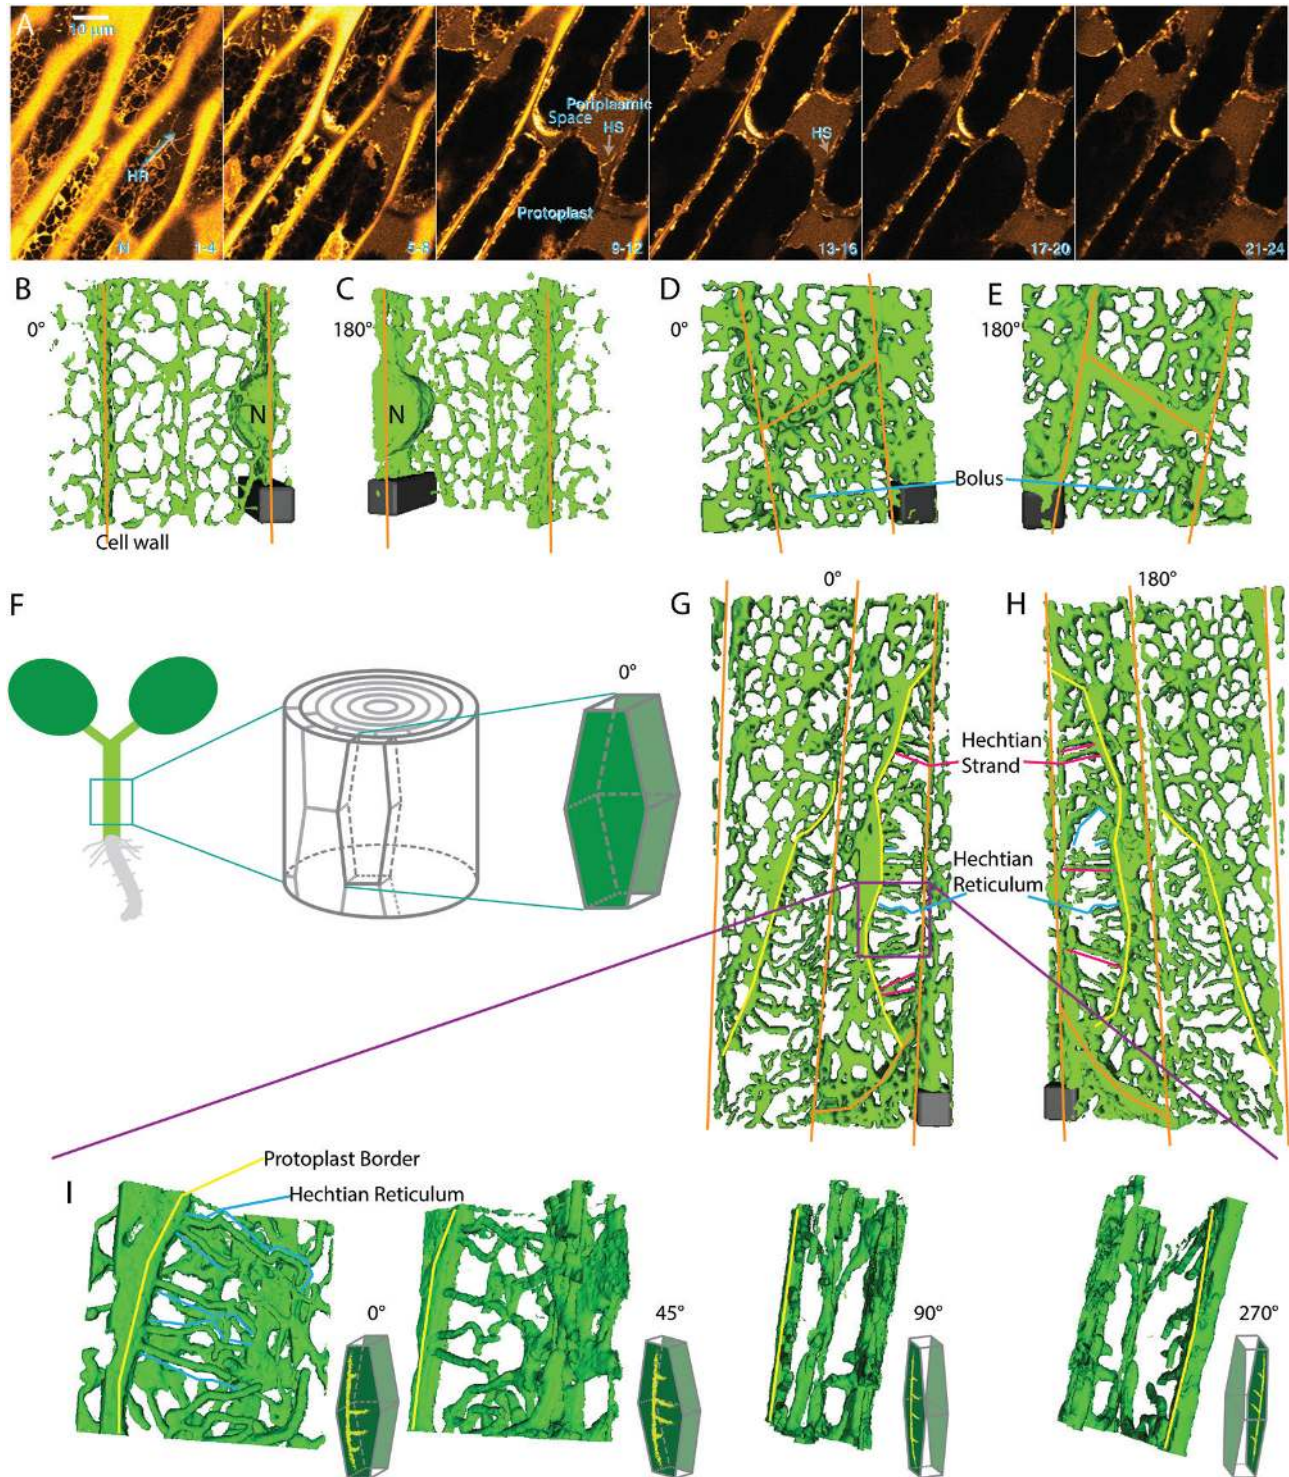 A
10 µm
HR
N
1-4
5-8
Periplasmic
Space
HS
Protoplast
9-12
HS
13-16
17-20
21-24
B
0°
N
Cell wall
C
180°
N
D
0°
E
180°
Bolus
F
0°
G
0°
H
180°
Hechtian
Strand
Hechtian
Reticulum
I
Protoplast Border
Hechtian Reticulum
0°
45°
90°
270°